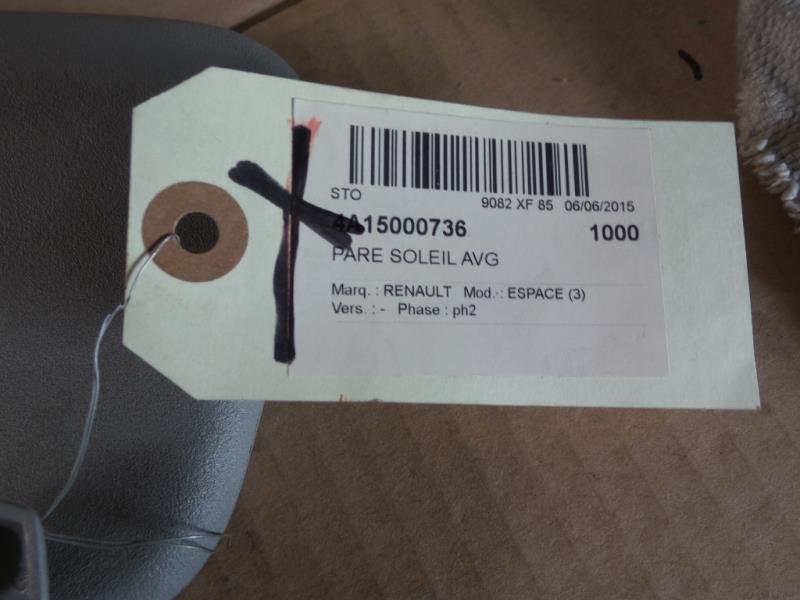 STO 9082 XF 85 06/06/2015
4A15000736 1000
PARE SOLEIL AVG
Marq. : RENAULT Mod. : ESPACE (3)
Vers. : - Phase : ph2